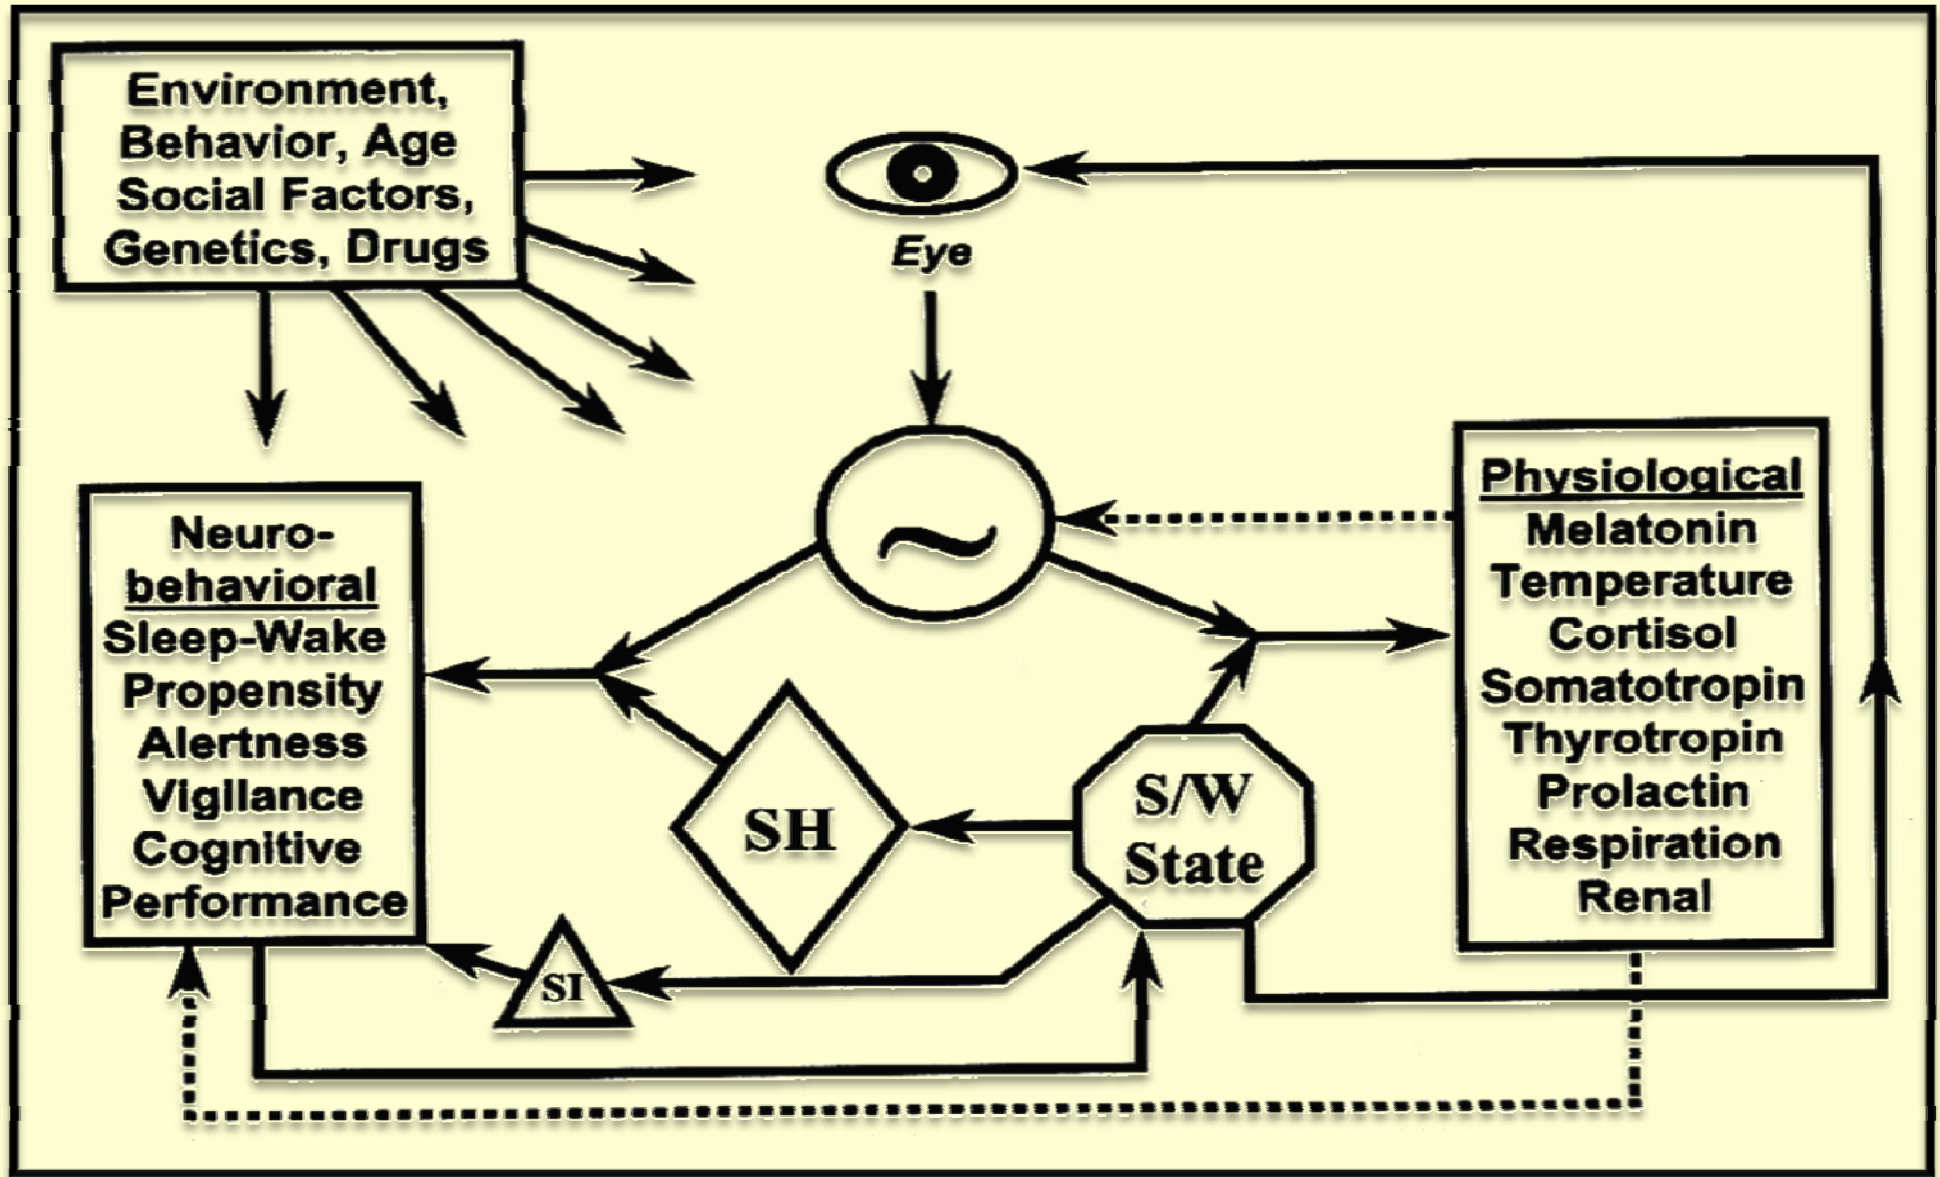 Environment,
Behavior, Age
Social Factors,
Genetics, Drugs
Eye
~
Neuro-
behavioral
Sleep-Wake
Propensity
Alertness
Vigilance
Cognitive
Performance
SH
SI
S/W
State
Physiological
Melatonin
Temperature
Cortisol
Somatotropin
Thyrotropin
Prolactin
Respiration
Renal